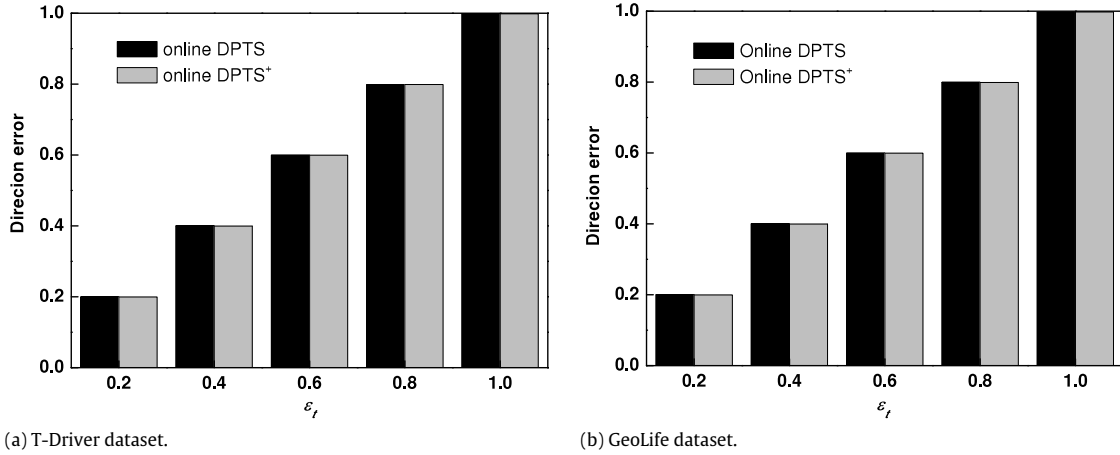 1.0
0.8
0.6
0.4
0.2
0.0
Direcion error
online DPTS
online DPTS⁺
0.2 0.4 0.6 0.8 1.0
εt
(a) T-Driver dataset.
1.0
0.8
0.6
0.4
0.2
0.0
Direcion error
Online DPTS
Online DPTS⁺
0.2 0.4 0.6 0.8 1.0
εt
(b) GeoLife dataset.